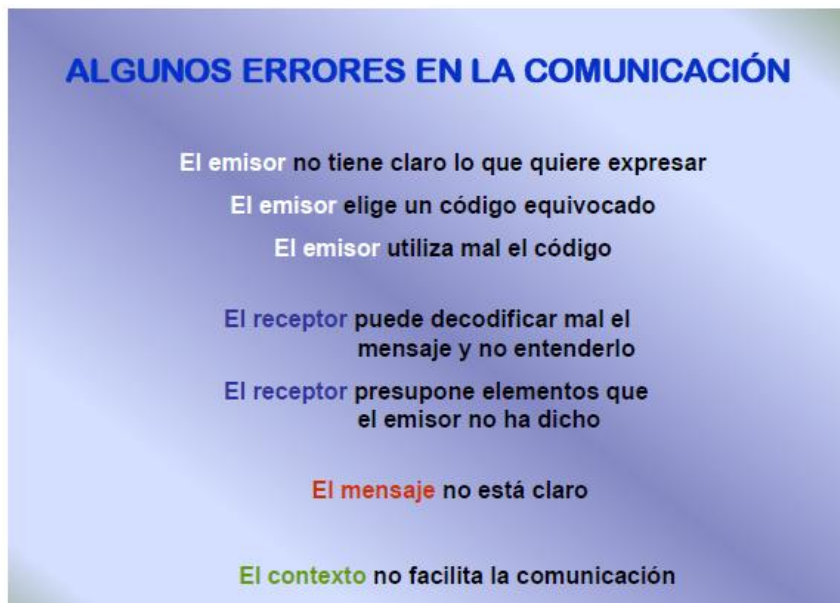 ALGUNOS ERRORES EN LA COMUNICACIÓN
El emisor no tiene claro lo que quiere expresar
El emisor elige un código equivocado
El emisor utiliza mal el código
El receptor puede decodificar mal el
mensaje y no entenderlo
El receptor presupone elementos que
el emisor no ha dicho
El mensaje no está claro
El contexto no facilita la comunicación